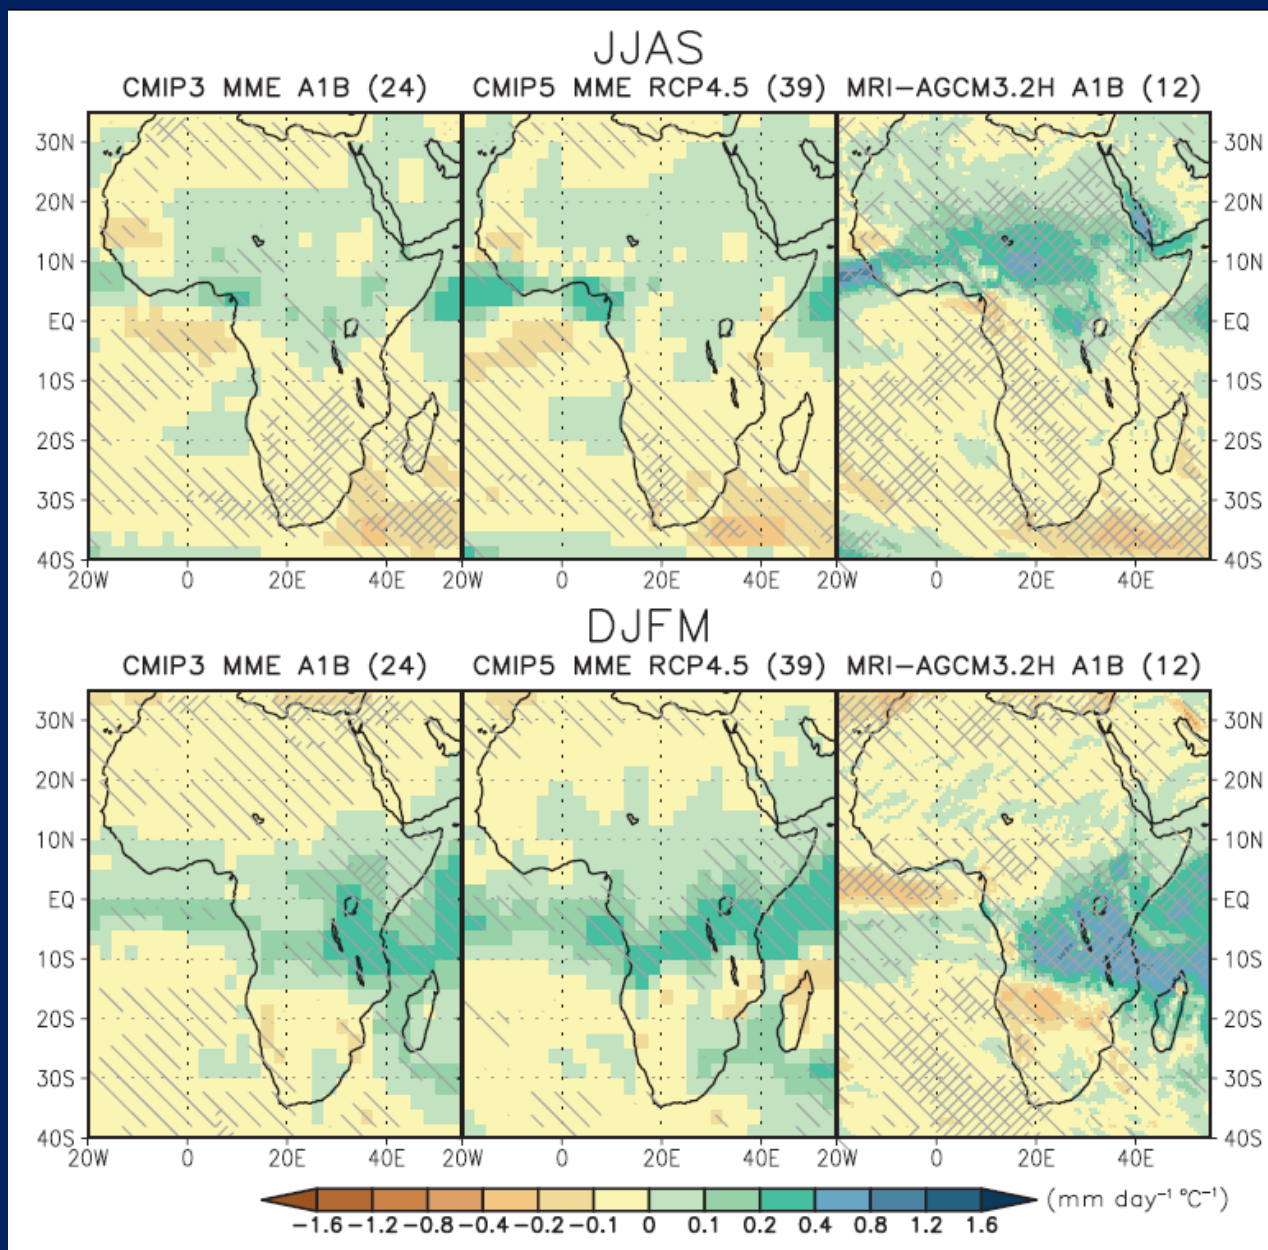 JJAS
CMIP3 MME A1B (24) CMIP5 MME RCP4.5 (39) MRI-AGCM3.2H A1B (12)
30N 30N
20N 20N
10N 10N
EQ EQ
10S 10S
20S 20S
30S 30S
40S 40S
20W 0 20E 40E 20W 0 20E 40E 20W 0 20E 40E
DJFM
CMIP3 MME A1B (24) CMIP5 MME RCP4.5 (39) MRI-AGCM3.2H A1B (12)
30N 30N
20N 20N
10N 10N
EQ EQ
10S 10S
20S 20S
30S 30S
40S 40S
20W 0 20E 40E 20W 0 20E 40E 20W 0 20E 40E
(mm day⁻¹ °C⁻¹)
-1.6 -1.2 -0.8 -0.4 -0.2 -0.1 0 0.1 0.2 0.4 0.8 1.2 1.6